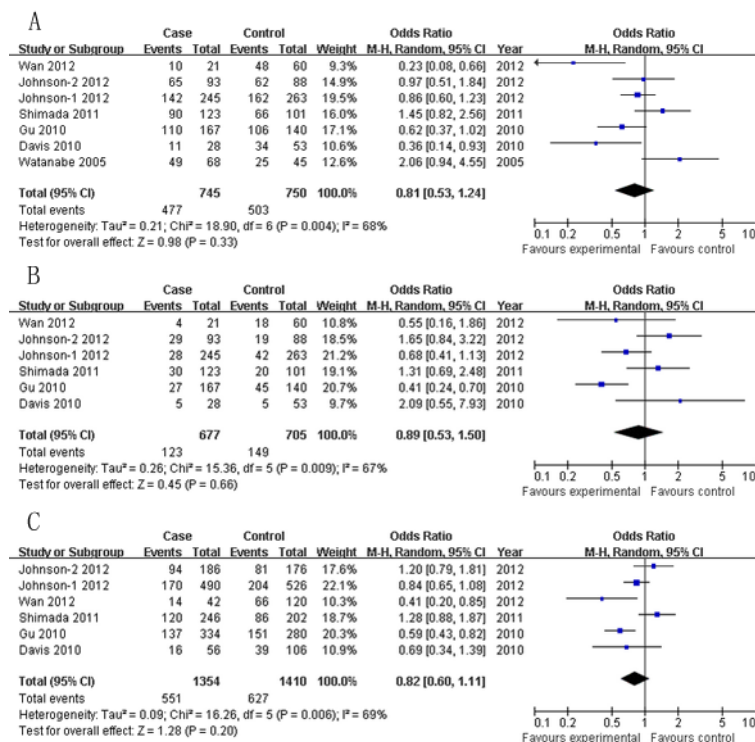 A
Case Control Odds Ratio Odds Ratio
Study or Subgroup Events Total Events Total Weight M-H, Random, 95% CI Year M-H, Random, 95% CI
Wan 2012 10 21 48 60 9.3% 0.23 [0.08, 0.66] 2012
Johnson-2 2012 65 93 62 88 14.9% 0.97 [0.51, 1.84] 2012
Johnson-1 2012 142 245 162 263 21.1% 0.86 [0.60, 1.23] 2012
Shimada 2011 90 123 66 101 16.0% 1.45 [0.82, 2.56] 2011
Gu 2010 110 167 106 140 17.1% 0.62 [0.37, 1.02] 2010
Davis 2010 11 28 34 53 10.2% 0.36 [0.14, 0.93] 2010
Watanabe 2005 49 68 25 45 12.6% 2.06 [0.94, 4.55] 2005
Total (95% CI) 745 750 100.0% 0.81 [0.53, 1.24]
Total events 477 503
Heterogeneity: Tau² = 0.21; Chi² = 18.90, df = 6 (P = 0.004); I² = 68%
Test for overall effect: Z = 0.98 (P = 0.33)
0.1 0.2 0.5 1 2 5 10
Favours experimental Favours control
B
Case Control Odds Ratio Odds Ratio
Study or Subgroup Events Total Events Total Weight M-H, Random, 95% CI Year M-H, Random, 95% CI
Wan 2012 4 21 18 60 10.8% 0.55 [0.16, 1.86] 2012
Johnson-2 2012 29 93 19 88 18.5% 1.65 [0.84, 3.22] 2012
Johnson-1 2012 28 245 42 263 21.2% 0.68 [0.41, 1.13] 2012
Shimada 2011 30 123 20 101 19.1% 1.31 [0.69, 2.48] 2011
Gu 2010 27 167 45 140 20.7% 0.41 [0.24, 0.70] 2010
Davis 2010 5 28 5 53 9.7% 2.09 [0.55, 7.93] 2010
Total (95% CI) 677 705 100.0% 0.89 [0.53, 1.50]
Total events 123 149
Heterogeneity: Tau² = 0.26; Chi² = 15.36, df = 5 (P = 0.009); I² = 67%
Test for overall effect: Z = 0.45 (P = 0.66)
0.1 0.2 0.5 1 2 5 10
Favours experimental Favours control
C
Case Control Odds Ratio Odds Ratio
Study or Subgroup Events Total Events Total Weight M-H, Random, 95% CI Year M-H, Random, 95% CI
Johnson-2 2012 94 186 81 176 17.6% 1.20 [0.79, 1.81] 2012
Johnson-1 2012 170 490 204 526 22.1% 0.84 [0.65, 1.08] 2012
Wan 2012 14 42 66 120 10.3% 0.41 [0.20, 0.85] 2012
Shimada 2011 120 246 86 202 18.7% 1.28 [0.88, 1.87] 2011
Gu 2010 137 334 151 280 20.3% 0.59 [0.43, 0.82] 2010
Davis 2010 16 56 39 106 10.9% 0.69 [0.34, 1.39] 2010
Total (95% CI) 1354 1410 100.0% 0.82 [0.60, 1.11]
Total events 551 627
Heterogeneity: Tau² = 0.09; Chi² = 16.26, df = 5 (P = 0.006); I² = 69%
Test for overall effect: Z = 1.28 (P = 0.20)
0.1 0.2 0.5 1 2 5 10
Favours experimental Favours control